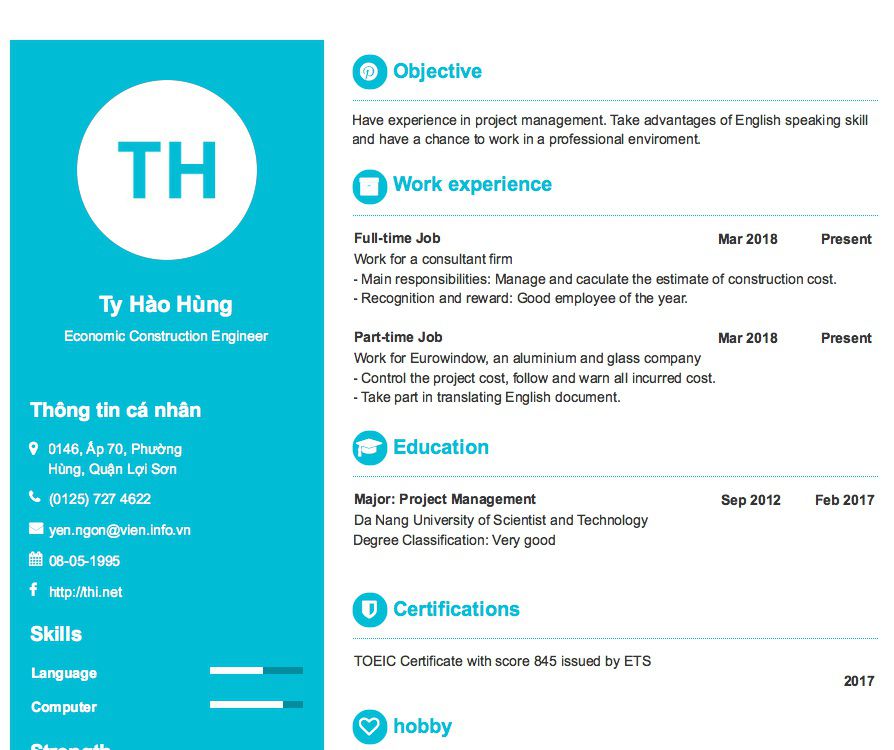 TH
Ty Hào Hùng
Economic Construction Engineer
Thông tin cá nhân
0146, Ấp 70, Phường
Hùng, Quận Lợi Sơn
(0125) 727 4622
yen.ngon@vien.info.vn
08-05-1995
http://thi.net
Skills
Language
Computer
Strength
Objective
Have experience in project management. Take advantages of English speaking skill
and have a chance to work in a professional enviroment.
Work experience
Full-time Job Mar 2018 Present
Work for a consultant firm
- Main responsibilities: Manage and caculate the estimate of construction cost.
- Recognition and reward: Good employee of the year.
Part-time Job Mar 2018 Present
Work for Eurowindow, an aluminium and glass company
- Control the project cost, follow and warn all incurred cost.
- Take part in translating English document.
Education
Major: Project Management Sep 2012 Feb 2017
Da Nang University of Scientist and Technology
Degree Classification: Very good
Certifications
TOEIC Certificate with score 845 issued by ETS
2017
hobby